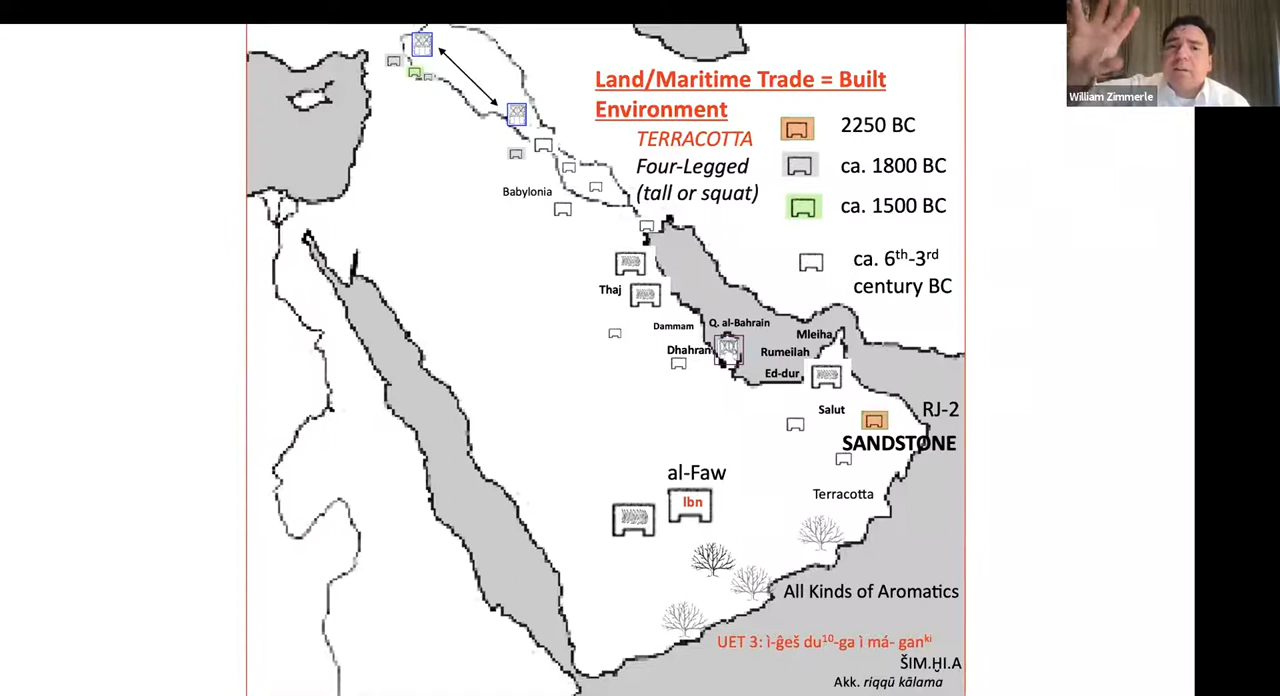 William Zimmerle
Land/Maritime Trade = Built
Environment
TERRACOTTA
Four-Legged
(tall or squat)
2250 BC
ca. 1800 BC
ca. 1500 BC
ca. 6th-3rd
century BC
Babylonia
Thaj
Dammam
Q. al-Bahrain
Mleiha
Dhahran
Rumeilah
Ed-dur
Salut
RJ-2
SANDSTONE
al-Faw
Ibn
Terracotta
All Kinds of Aromatics
UET 3: ì-ĝeš du10-ga ì má- ganki
ŠIM.ḪI.A
Akk. riqqū kālama